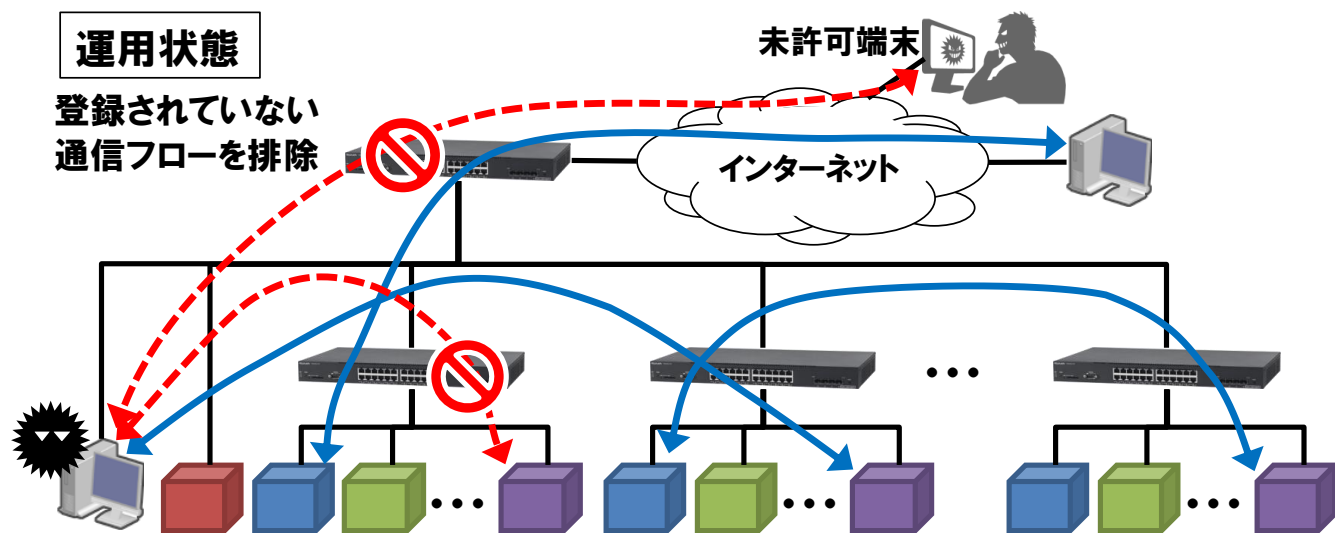 運用状態
登録されていない
通信フローを排除
未許可端末
インターネット